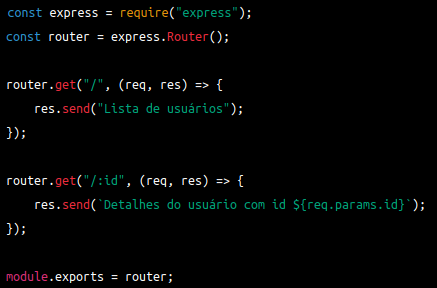 const express = require("express");
const router = express.Router();
router.get("/", (req, res) => {
res.send("Lista de usuários");
});
router.get("/:id", (req, res) => {
res.send(`Detalhes do usuário com id ${req.params.id}`);
});
module.exports = router;